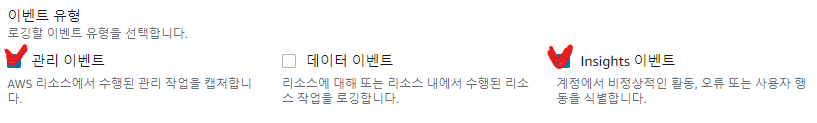 이벤트 유형
로깅할 이벤트 유형을 선택합니다.
관리 이벤트
AWS 리소스에서 수행된 관리 작업을 캡처합니
다.
데이터 이벤트
리소스에 대해 또는 리소스 내에서 수행된 리소
스 작업을 로깅합니다.
Insights 이벤트
계정에서 비정상적인 활동, 오류 또는 사용자 행
동을 식별합니다.